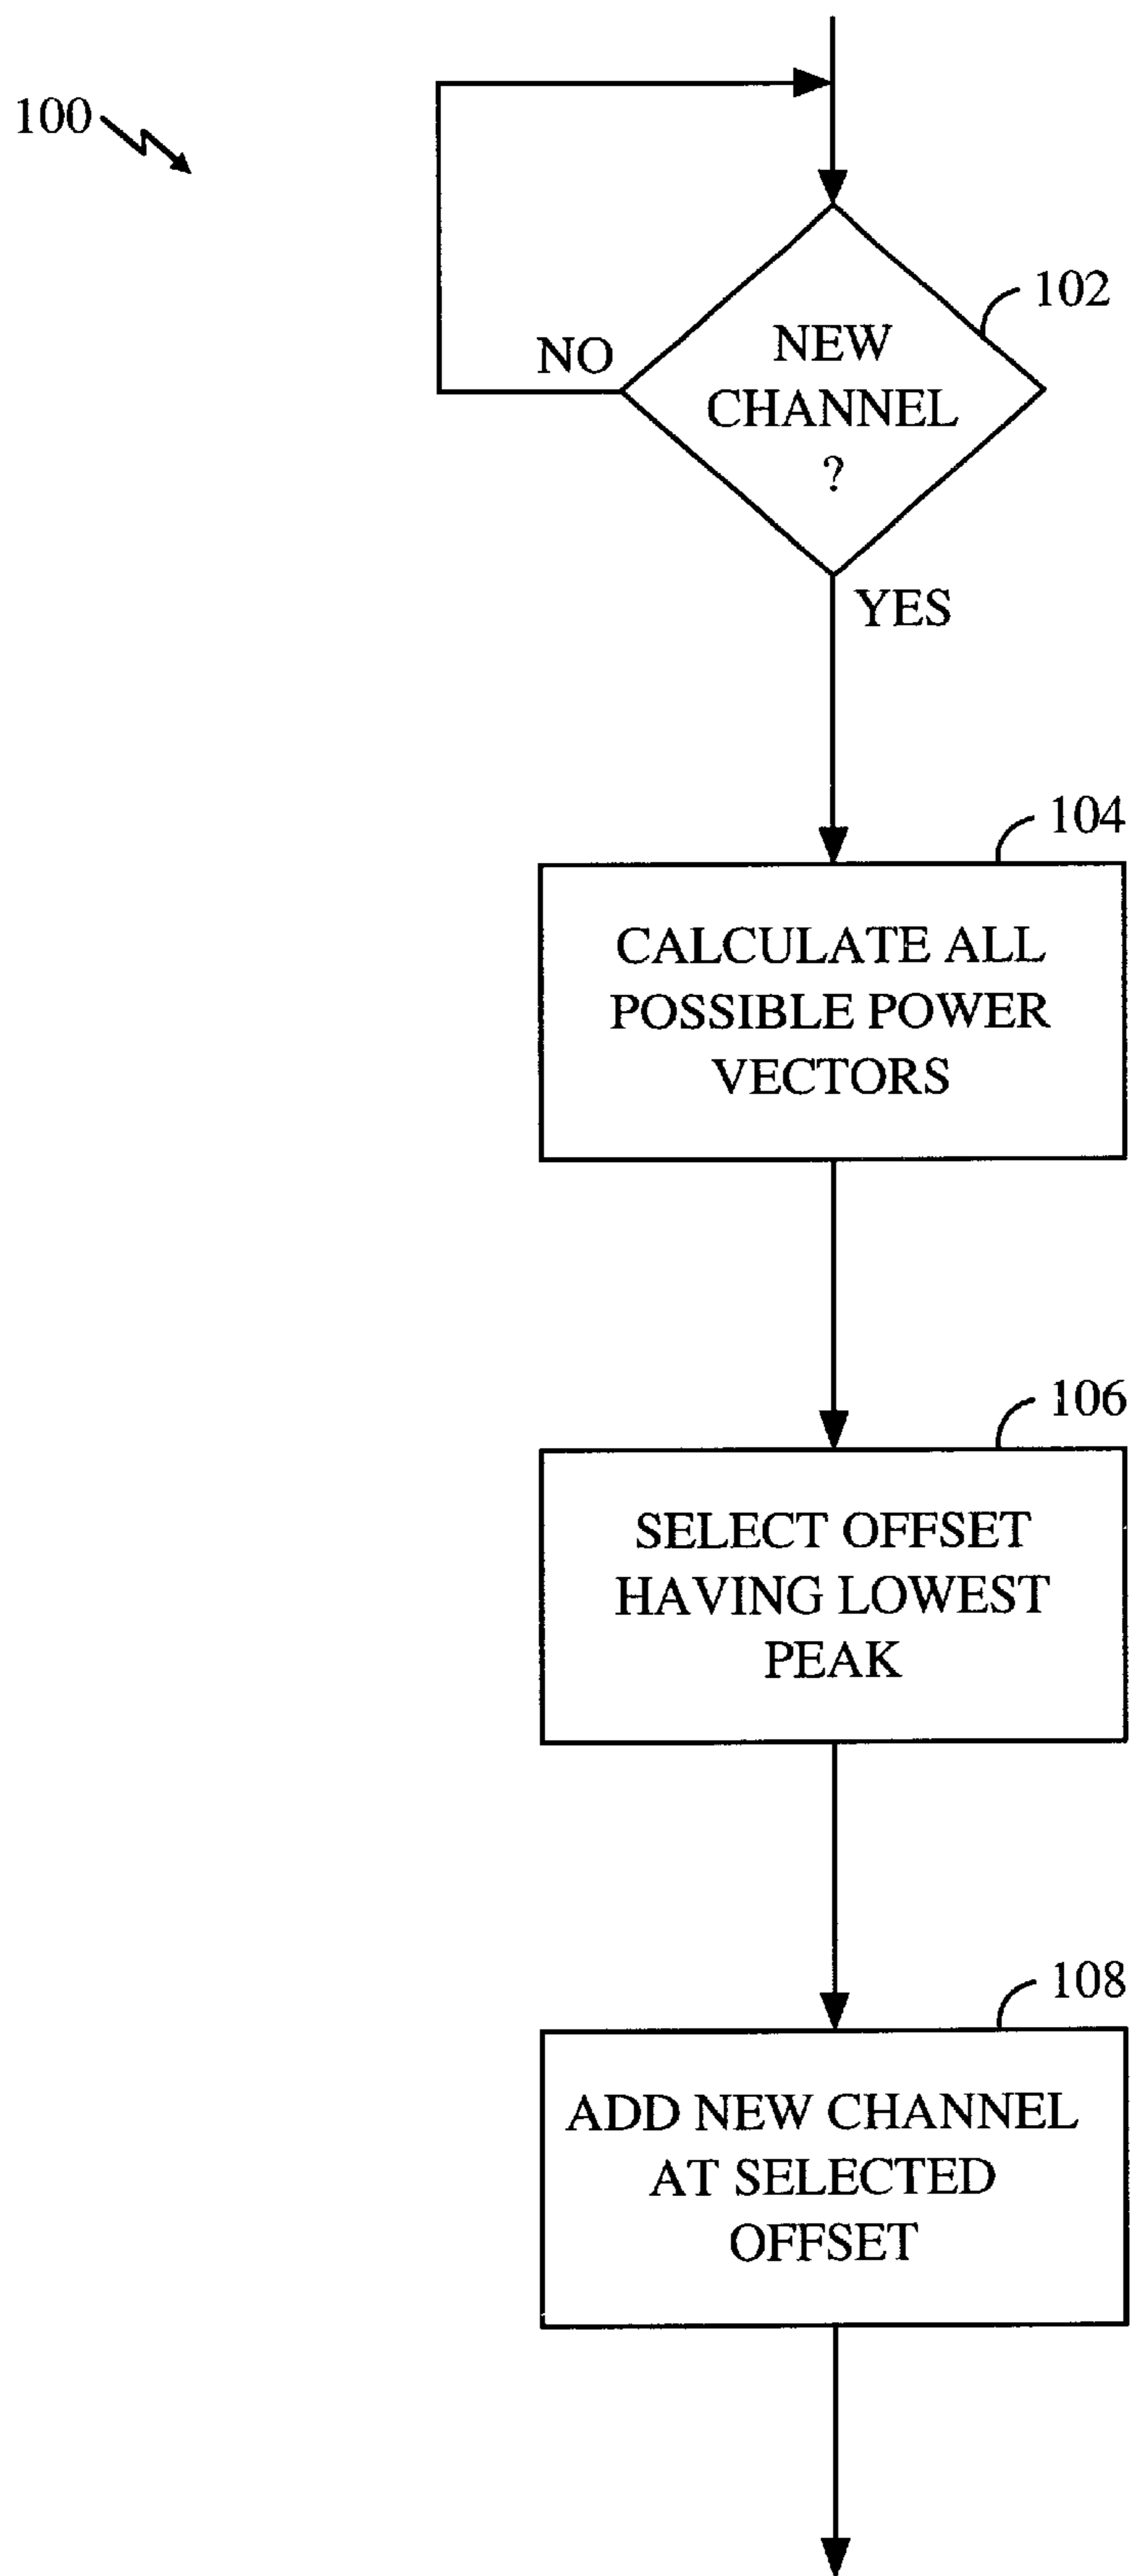 100
102
NEW
CHANNEL
?
NO
YES
104
CALCULATE ALL
POSSIBLE POWER
VECTORS
106
SELECT OFFSET
HAVING LOWEST
PEAK
108
ADD NEW CHANNEL
AT SELECTED
OFFSET